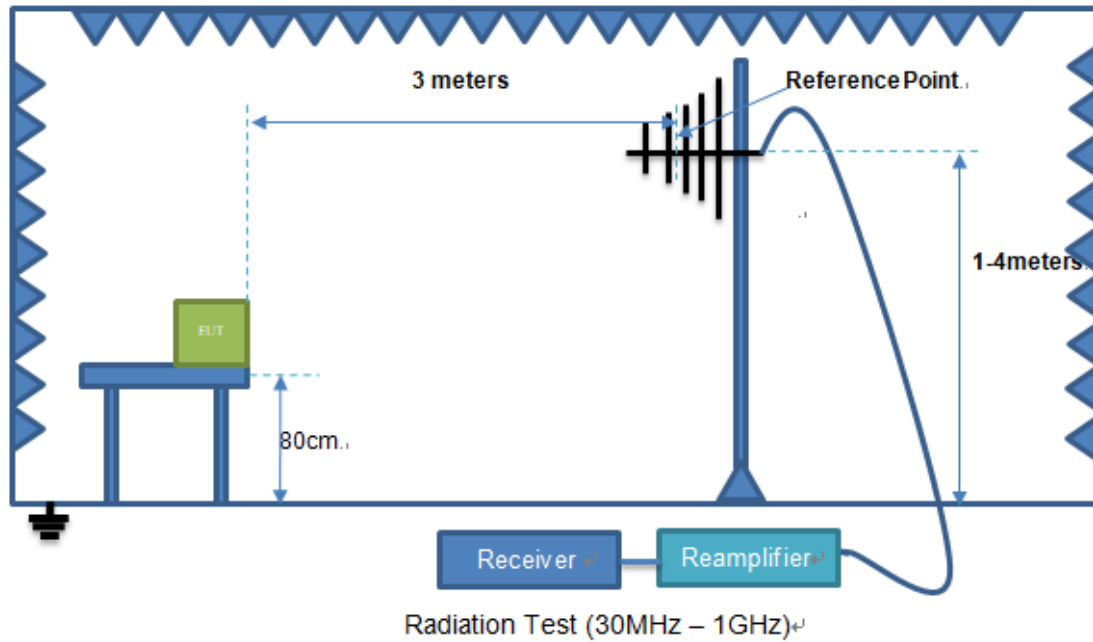 3 meters
Reference Point
1-4meters
EUT
80cm
Receiver
Reamplifier
Radiation Test (30MHz – 1GHz)